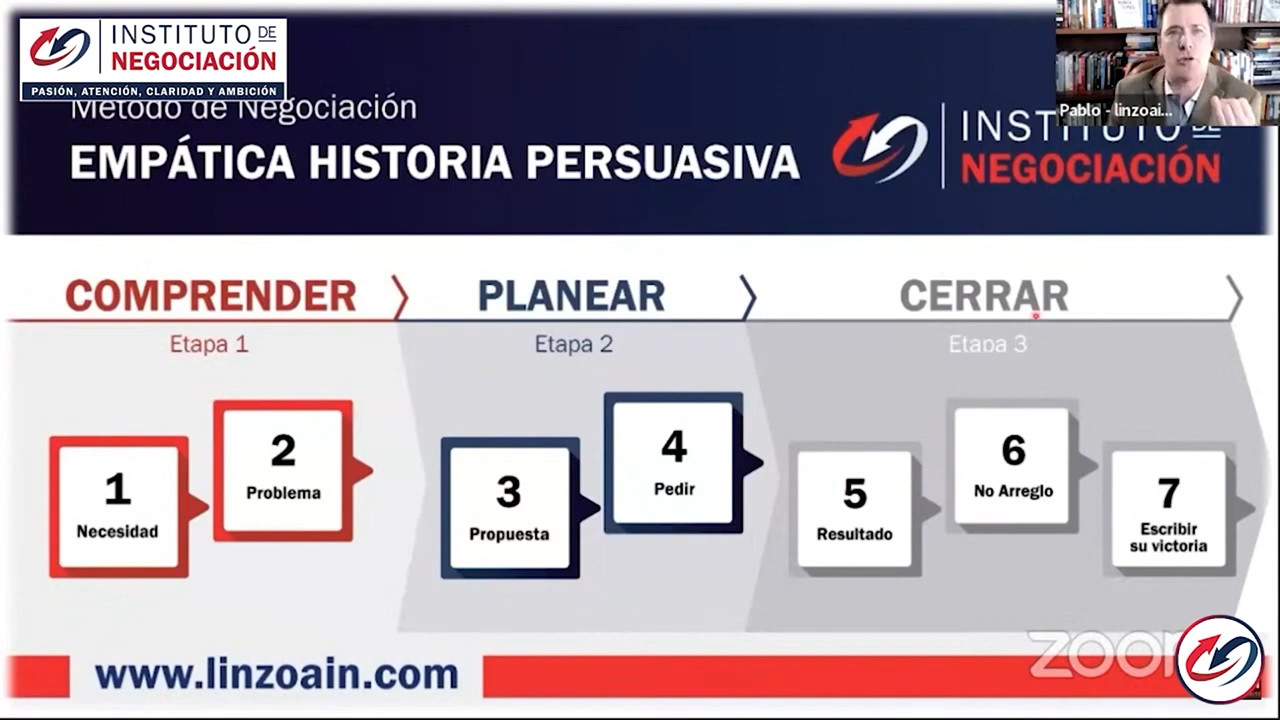 INSTITUTO DE
NEGOCIACIÓN
PASIÓN, ATENCIÓN, CLARIDAD Y AMBICIÓN
Método de Negociación
EMPÁTICA HISTORIA PERSUASIVA
Pablo - linzoai...
INSTITUTO DE
NEGOCIACIÓN
COMPRENDER
PLANEAR
CERRAR
Etapa 1
Etapa 2
Etapa 3
1
Necesidad
2
Problema
3
Propuesta
4
Pedir
5
Resultado
6
No Arreglo
7
Escribir
su victoria
www.linzoain.com
zoom